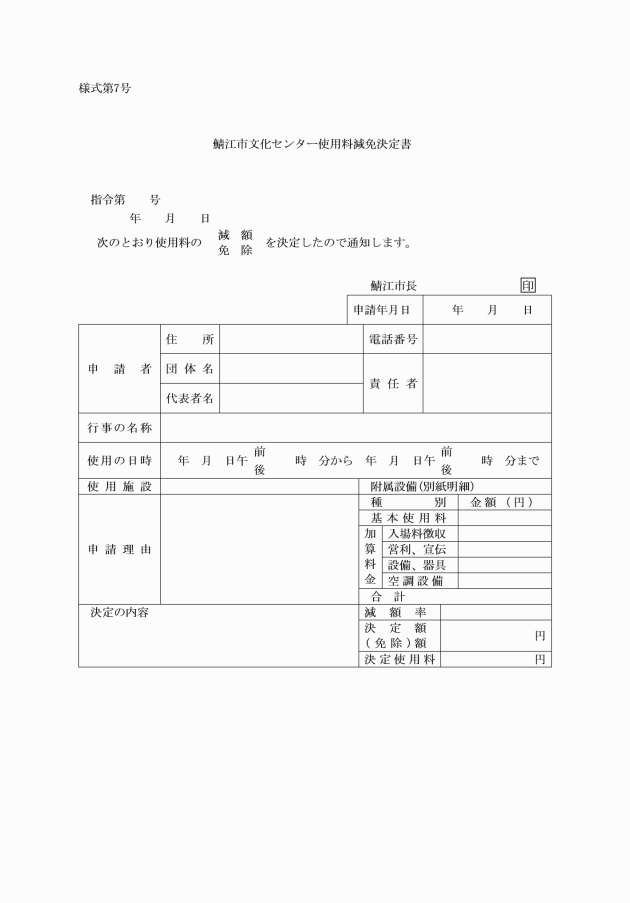 様式第7号
鯖江市文化センター使用料減免決定書
指令第　　号
年　　月　　日
次のとおり使用料の 減　額 を決定したので通知します。
免　除
鯖江市長　　印
申請年月日　　年　　月　　日
申　請　者
住　　所
電話番号
団 体 名
責 任 者
代表者名
行事の名称
使用の日時　年　月　日午 前 時　分から　年　月　日午 前 時　分まで
後　　後
使 用 施 設
附属設備(別紙明細)
申 請 理 由
種　　　別　金 額 （ 円 ）
基 本 使 用 料
加算料金
入場料徴収
営利、宣伝
設備、器具
空 調 設 備
合　計
決定の内容
減　額　率
決　定　額
( 免 除 ) 額　円
決 定 使 用 料　円